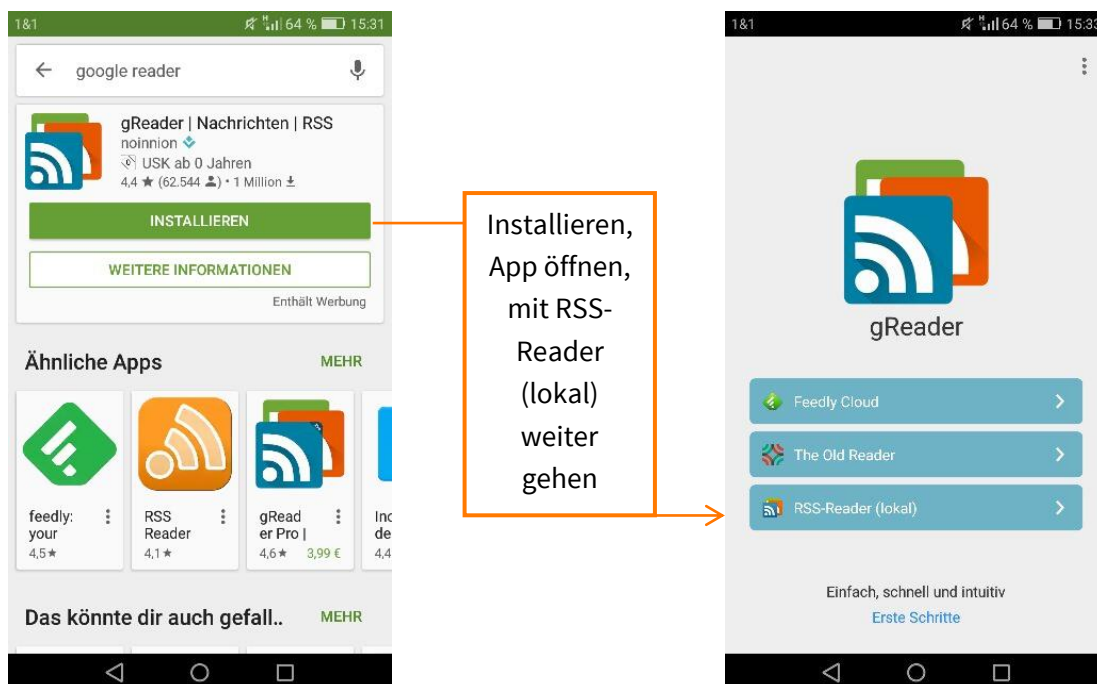 1&1 64 % 15:31
google reader
gReader | Nachrichten | RSS
noinnion
USK ab 0 Jahren
4,4 ★ (62.544) • 1 Million
INSTALLIEREN
WEITERE INFORMATIONEN
Enthält Werbung
Ähnliche Apps MEHR
feedly:
your
4,5★
RSS
Reader
4,1★
gRead
er Pro |
4,6★ 3,99 €
de
4,4
Das könnte dir auch gefall.. MEHR
Installieren,
App öffnen,
mit RSS-
Reader
(lokal)
weiter
gehen
1&1 H 64 % 15:33
gReader
Feedly Cloud
The Old Reader
RSS-Reader (lokal)
Einfach, schnell und intuitiv
Erste Schritte